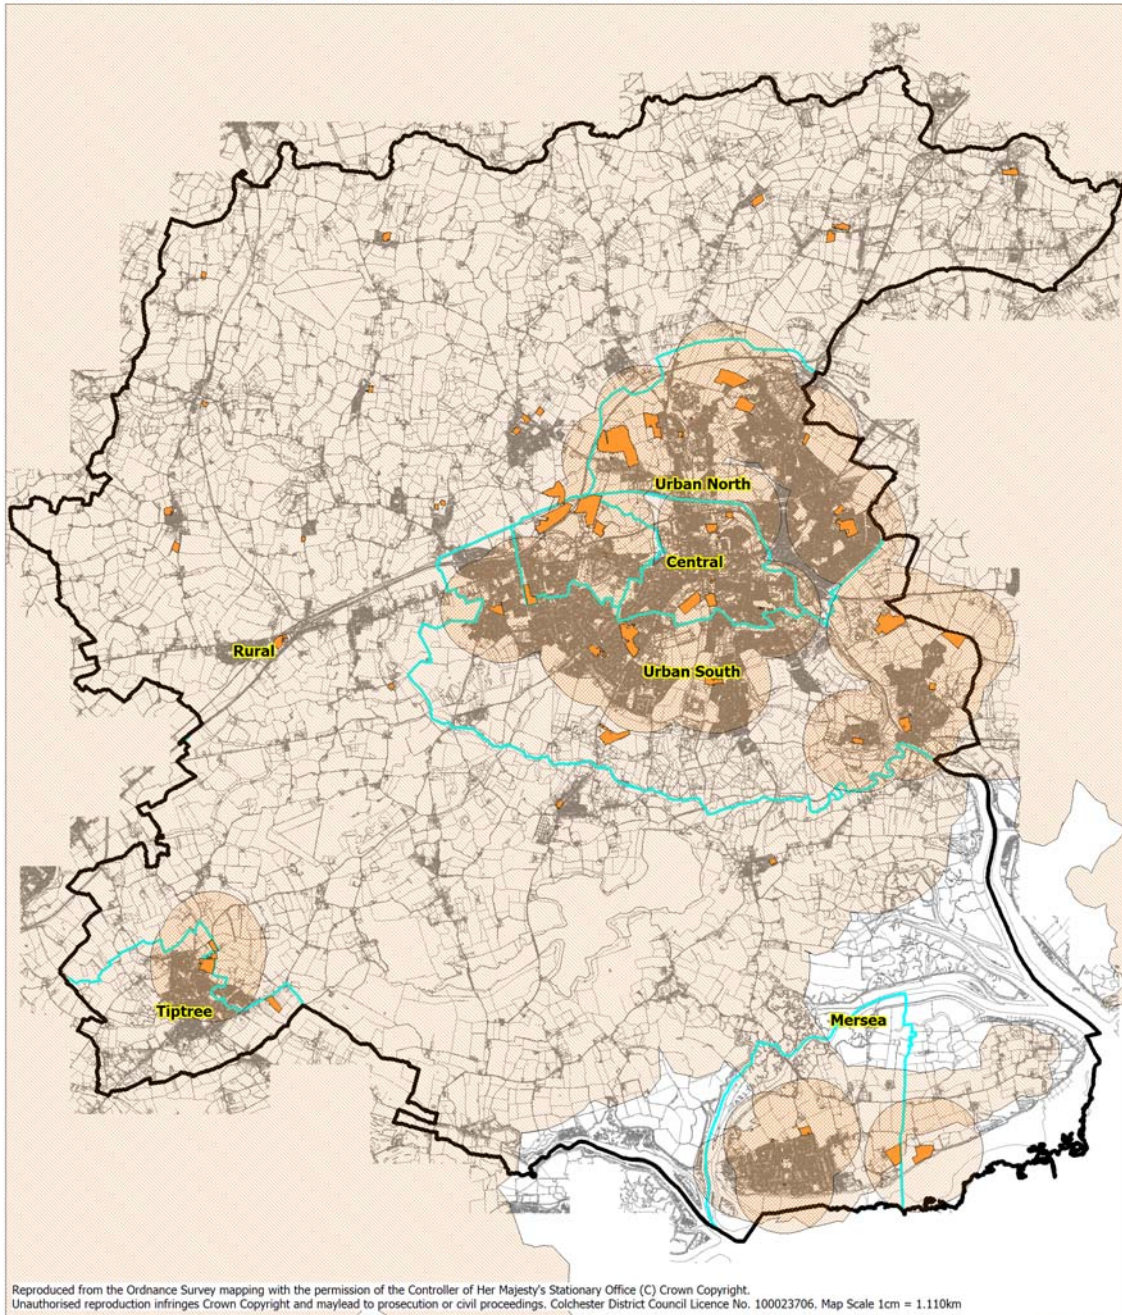 Urban North
Central
Rural
Urban South
Tiptree
Mersea
Reproduced from the Ordnance Survey mapping with the permission of the Controller of Her Majesty's Stationary Office (C) Crown Copyright.
Unauthorised reproduction infringes Crown Copyright and maylead to prosecution or civil proceedings. Colchester District Council Licence No. 100023706. Map Scale 1cm = 1.110km